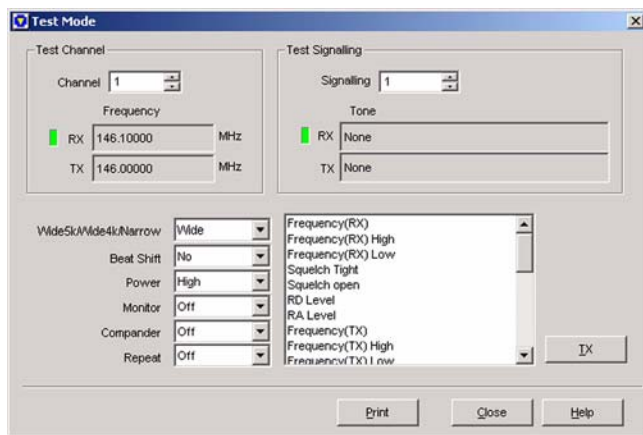 Test Mode
Test Channel
Channel 1
Frequency
RX 146.10000 MHz
TX 146.00000 MHz
Test Signalling
Signalling 1
Tone
RX None
TX None
Wide5k/Wide4k/Narrow Wide
Beat Shift No
Power High
Monitor Off
Compander Off
Repeat Off
Frequency(RX)
Frequency(RX) High
Frequency(RX) Low
Squelch Tight
Squelch open
RD Level
RA Level
Frequency(TX)
Frequency(TX) High
Frequency(TX) Low
TX
Print
Close
Help